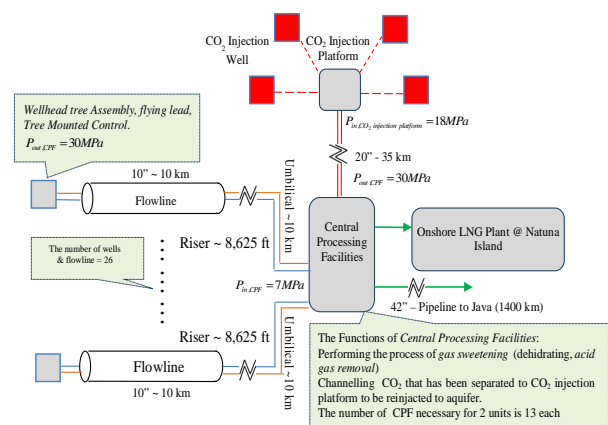 CO2 Injection
Well
CO2 Injection
Platform
Pin,CO2 injection platform = 18MPa
20” - 35 km
Pout,CPF = 30MPa
Wellhead tree Assembly, flying lead,
Tree Mounted Control.
Pout,CPF = 30MPa
10” ~ 10 km
Flowline
Umbilical ~10 km
Central
Processing
Facilities
Onshore LNG Plant @ Natuna
Island
The number of wells
& flowline = 26
Riser ~ 8,625 ft
Pin,CPF = 7MPa
42” – Pipeline to Java (1400 km)
Riser ~ 8,625 ft
Umbilical ~10 km
Flowline
10” ~ 10 km
The Functions of Central Processing Facilities:
Performing the process of gas sweetening (dehidrating, acid
gas removal)
Channelling CO2 that has been separated to CO2 injection
platform to be reinjacted to aquifer.
The number of CPF necessary for 2 units is 13 each